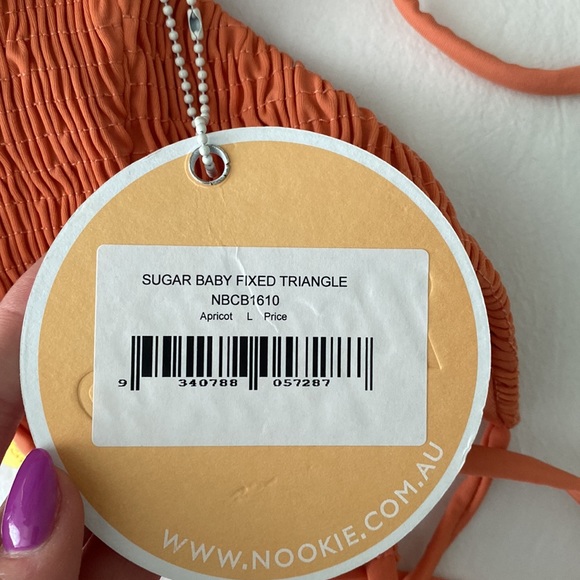 SUGAR BABY FIXED TRIANGLE
NBCB1610
Apricot L Price
9 340788 057287
WWW.NOOKIE.COM.AU